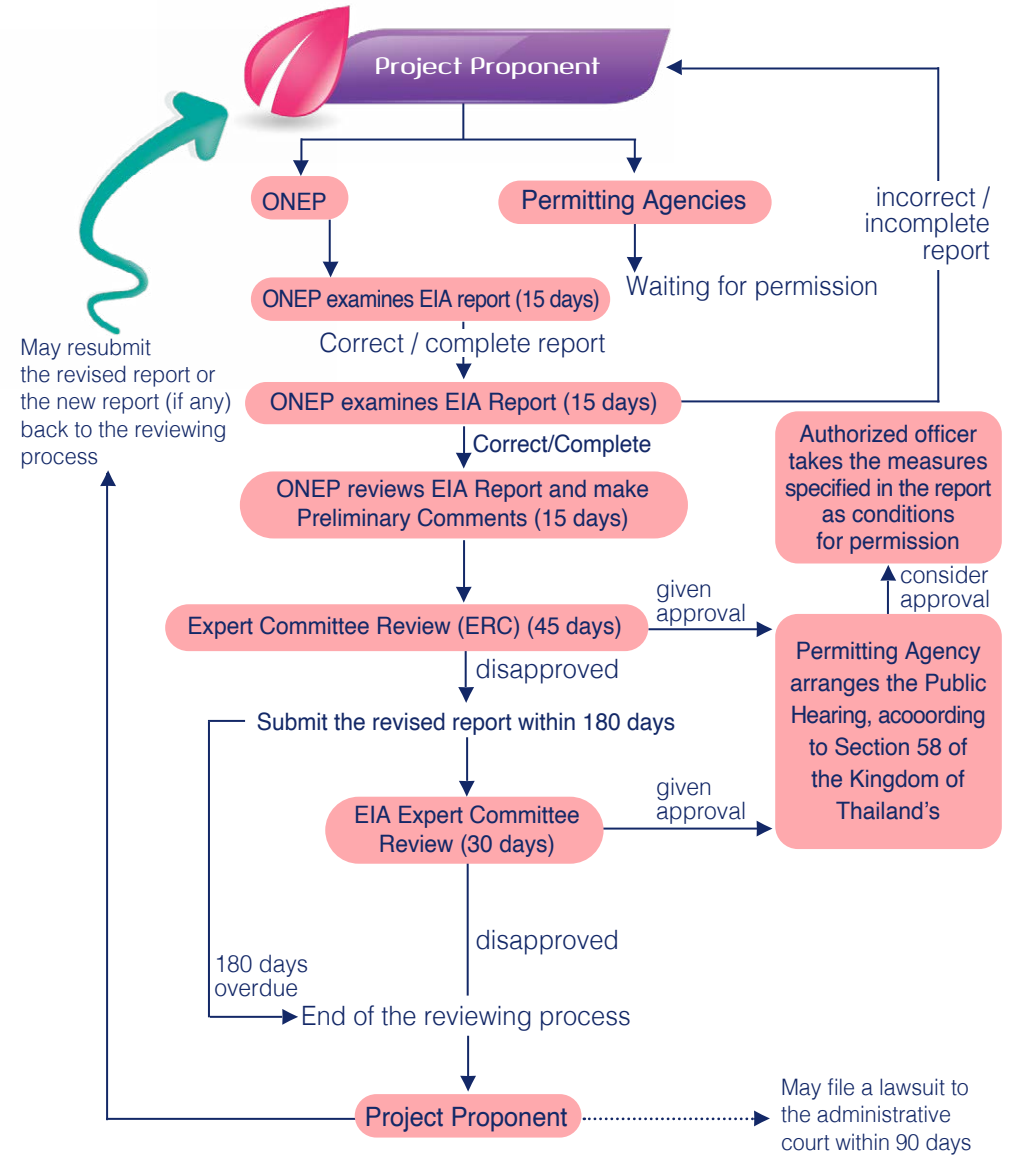 Project Proponent
ONEP
Permitting Agencies
incorrect /
incomplete
report
ONEP examines EIA report (15 days)
Waiting for permission
Correct / complete report
May resubmit
the revised report or
the new report (if any)
back to the reviewing
process
ONEP examines EIA Report (15 days)
Correct/Complete
Authorized officer
takes the measures
specified in the report
as conditions
for permission
ONEP reviews EIA Report and make
Preliminary Comments (15 days)
consider
approval
given
approval
Expert Committee Review (ERC) (45 days)
disapproved
Permitting Agency
arranges the Public
Hearing, acooording
to Section 58 of
the Kingdom of
Thailand’s
Submit the revised report within 180 days
given
approval
EIA Expert Committee
Review (30 days)
disapproved
180 days
overdue
End of the reviewing process
Project Proponent
May file a lawsuit to
the administrative
court within 90 days